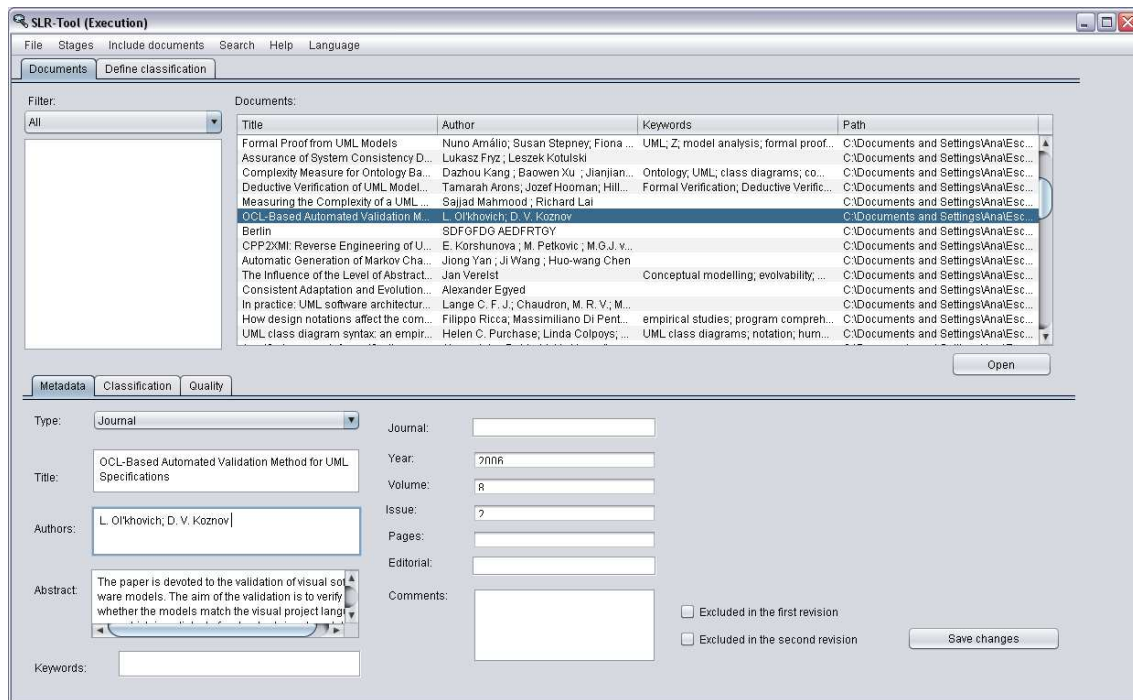 SLR-Tool (Execution)
File Stages Include documents Search Help Language
Documents Define classification
Filter: Documents:
All
Title Author Keywords Path
Formal Proof from UML Models Nuno Amálio; Susan Stepney; Fiona ... UML; Z; model analysis; formal proof... C:\Documents and Settings\Ana\Esc...
Assurance of System Consistency D... Lukasz Fryz ; Leszek Kotulski C:\Documents and Settings\Ana\Esc...
Complexity Measure for Ontology Ba... Dazhou Kang ; Baowen Xu ; Jianjian... Ontology; UML; class diagrams; co... C:\Documents and Settings\Ana\Esc...
Deductive Verification of UML Model... Tamarah Arons; Jozef Hooman; Hill... Formal Verification; Deductive Verific... C:\Documents and Settings\Ana\Esc...
Measuring the Complexity of a UML ... Sajjad Mahmood ; Richard Lai C:\Documents and Settings\Ana\Esc...
OCL-Based Automated Validation M... L. Ol'khovich; D. V. Koznov C:\Documents and Settings\Ana\Esc...
Berlin SDFGFDG AEDFRTGY C:\Documents and Settings\Ana\Esc...
CPP2XMI: Reverse Engineering of U... E. Korshunova ; M. Petkovic ; M.G.J. v... C:\Documents and Settings\Ana\Esc...
Automatic Generation of Markov Cha... Jiong Yan ; Ji Wang ; Huo-wang Chen C:\Documents and Settings\Ana\Esc...
The Influence of the Level of Abstract... Jan Verelst Conceptual modelling; evolvability; ... C:\Documents and Settings\Ana\Esc...
Consistent Adaptation and Evolution... Alexander Egyed C:\Documents and Settings\Ana\Esc...
In practice: UML software architectur... Lange C. F. J.; Chaudron, M. R. V.; M... C:\Documents and Settings\Ana\Esc...
How design notations affect the com... Filippo Ricca; Massimiliano Di Pent... empirical studies; program compreh... C:\Documents and Settings\Ana\Esc...
UML class diagram syntax: an empir... Helen C. Purchase; Linda Colpoys; ... UML class diagrams; notation; hum... C:\Documents and Settings\Ana\Esc...
Open
Metadata Classification Quality
Type: Journal
Title: OCL-Based Automated Validation Method for UML
Specifications
Authors: L. Ol'khovich; D. V. Koznov
Abstract: The paper is devoted to the validation of visual sof
ware models. The aim of the validation is to verify
whether the models match the visual project langu
Keywords:
Journal:
Year: 2006
Volume: 8
Issue: 2
Pages:
Editorial:
Comments:
Excluded in the first revision
Excluded in the second revision
Save changes